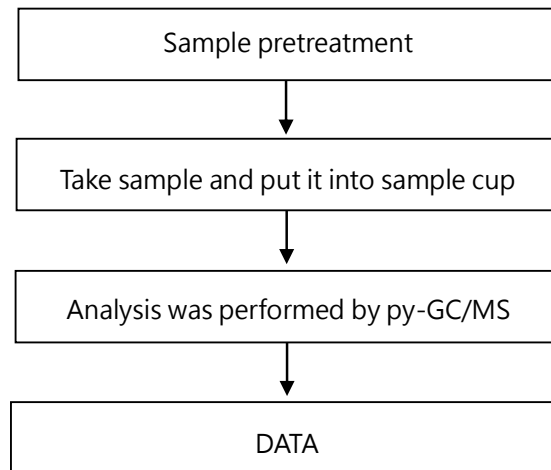 Sample pretreatment
Take sample and put it into sample cup
Analysis was performed by py-GC/MS
DATA